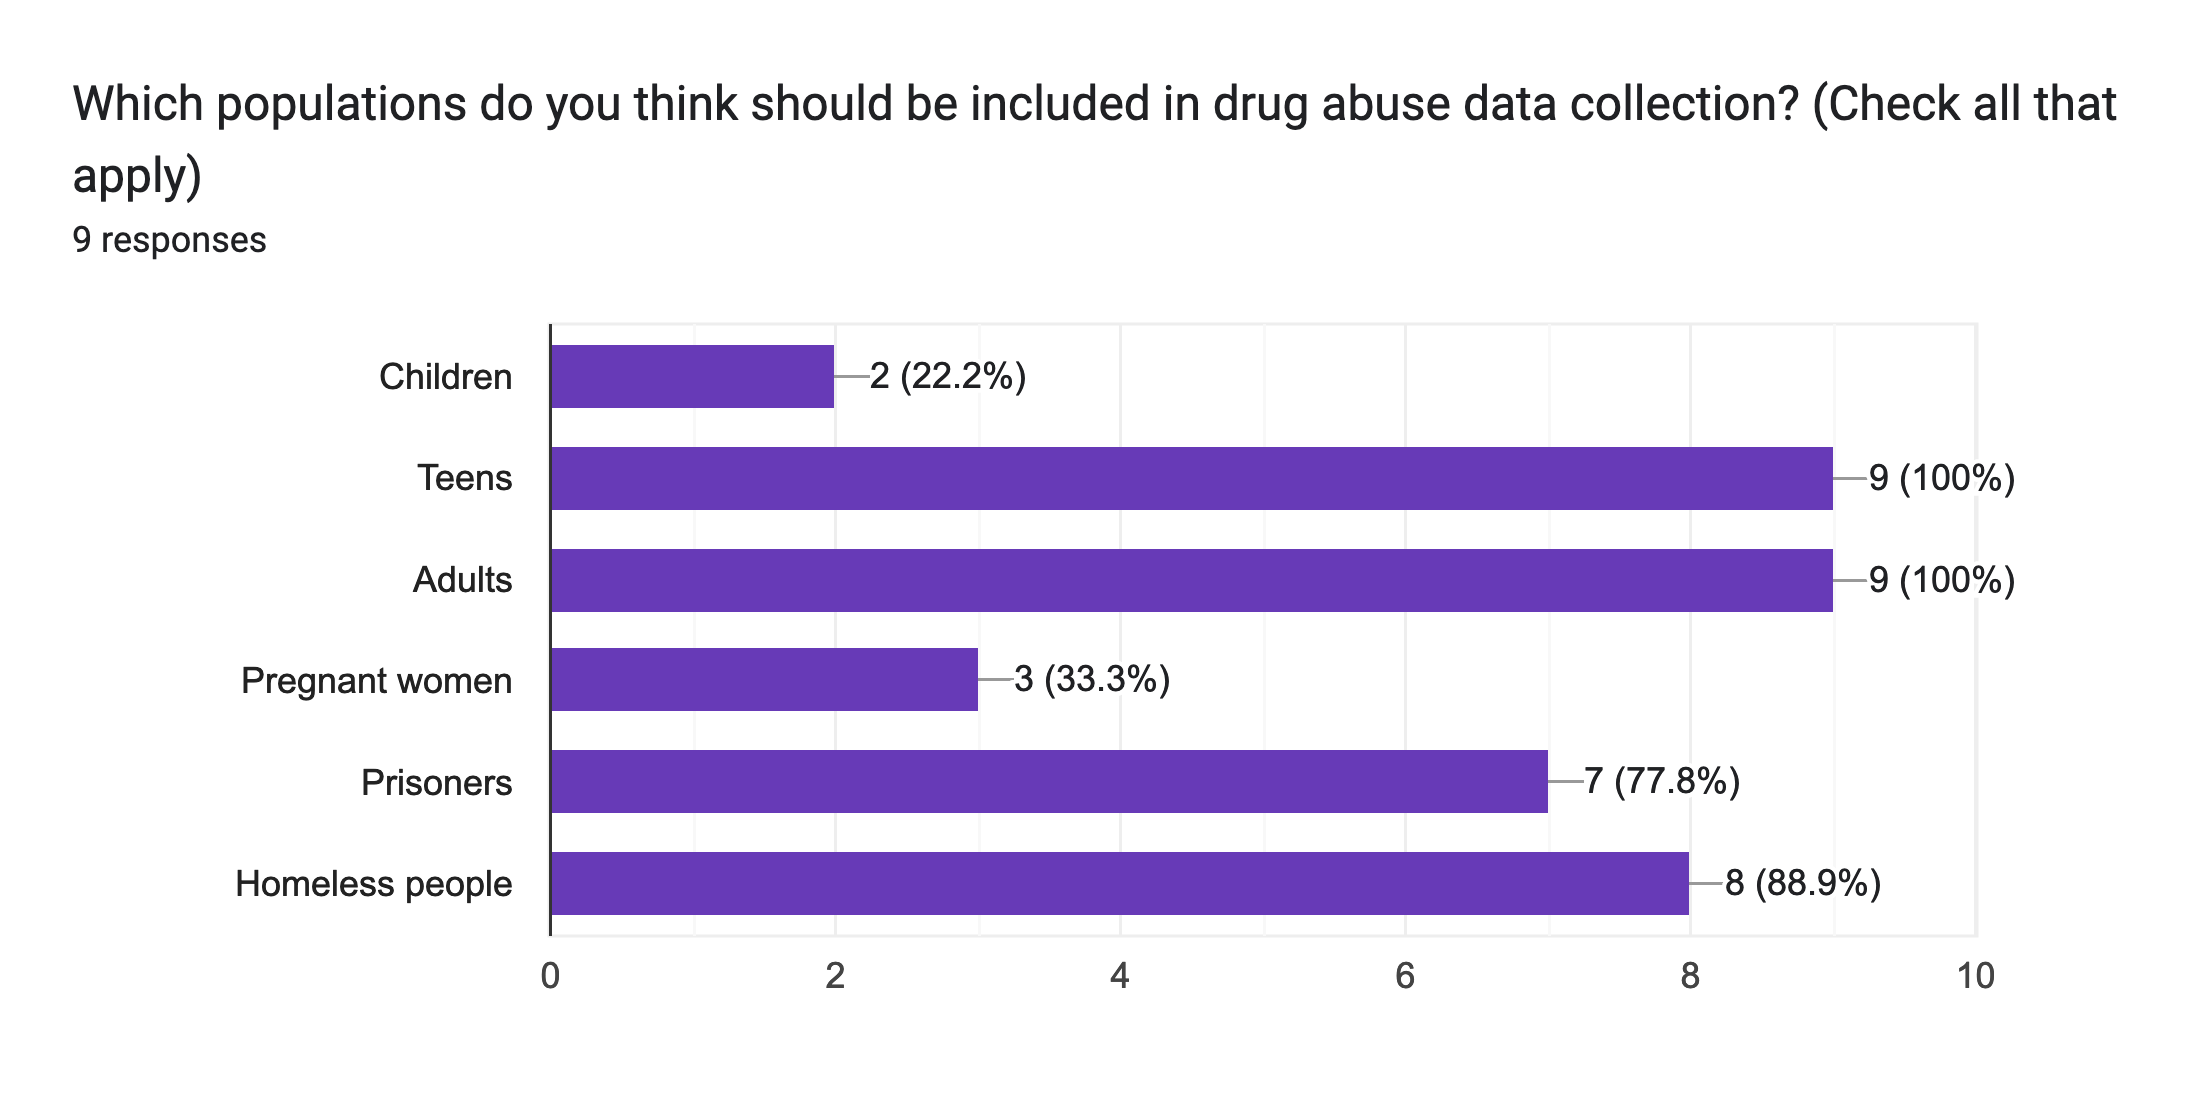 Which populations do you think should be included in drug abuse data collection? (Check all that
apply)
9 responses
Children
2 (22.2%)
Teens
9 (100%)
Adults
9 (100%)
Pregnant women
3 (33.3%)
Prisoners
7 (77.8%)
Homeless people
8 (88.9%)
0 2 4 6 8 10